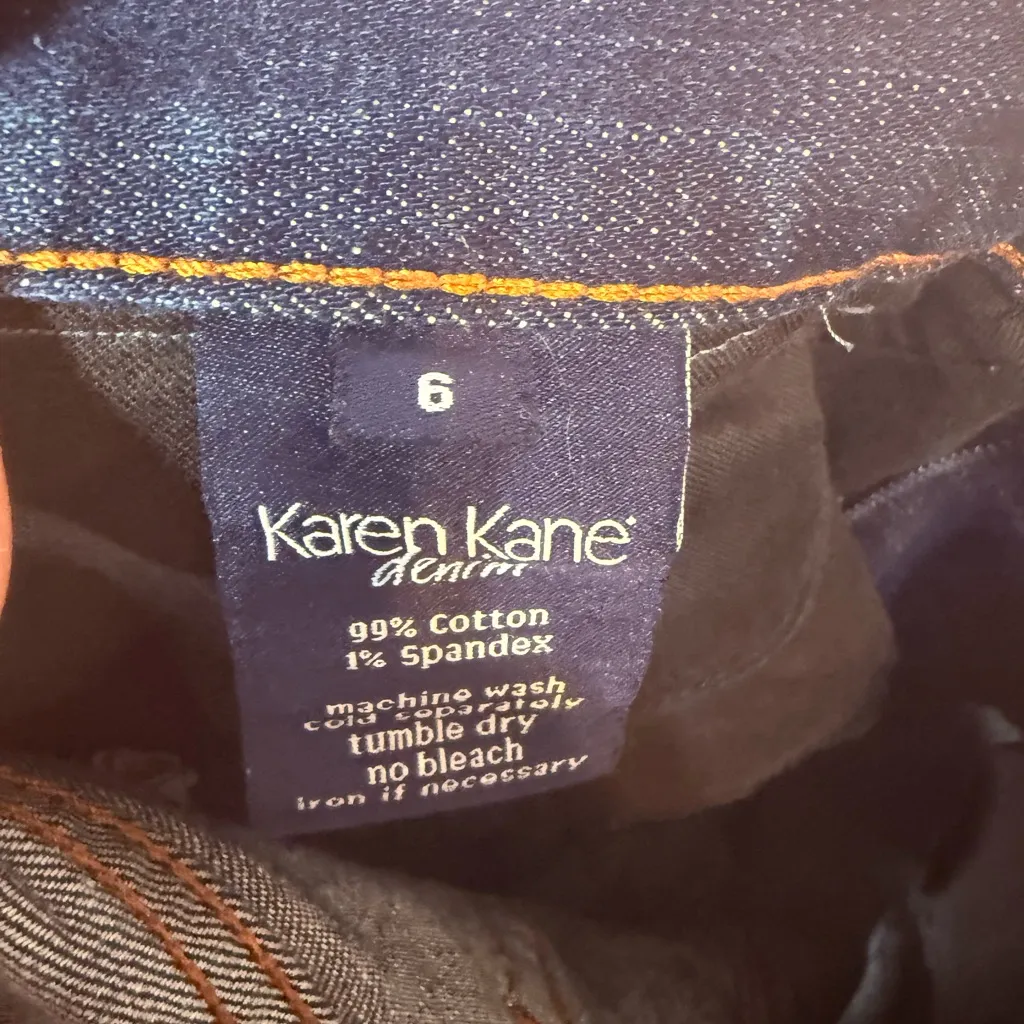 6
Karen Kane
denim
99% Cotton
1% Spandex
machine wash
cold separately
tumble dry
no bleach
Iron if necessary